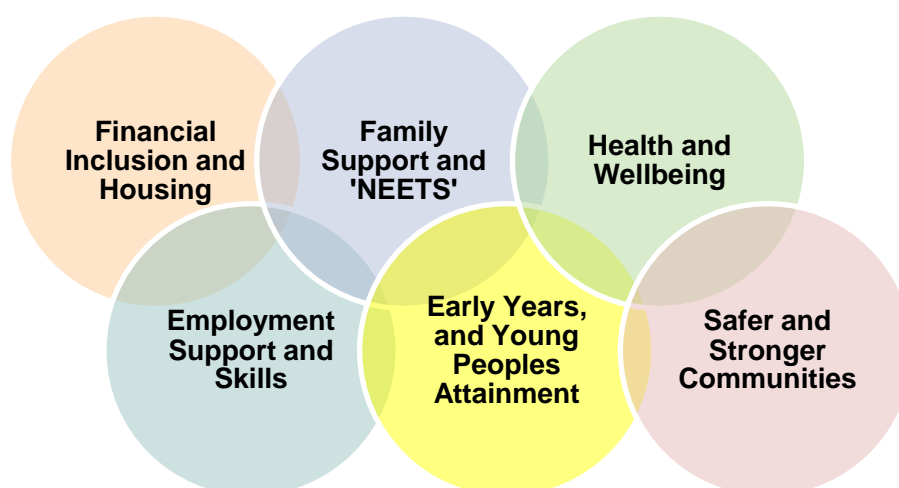 Financial
Inclusion and
Housing
Family
Support and
'NEETS'
Health and
Wellbeing
Employment
Support and
Skills
Early Years,
and Young
Peoples
Attainment
Safer and
Stronger
Communities